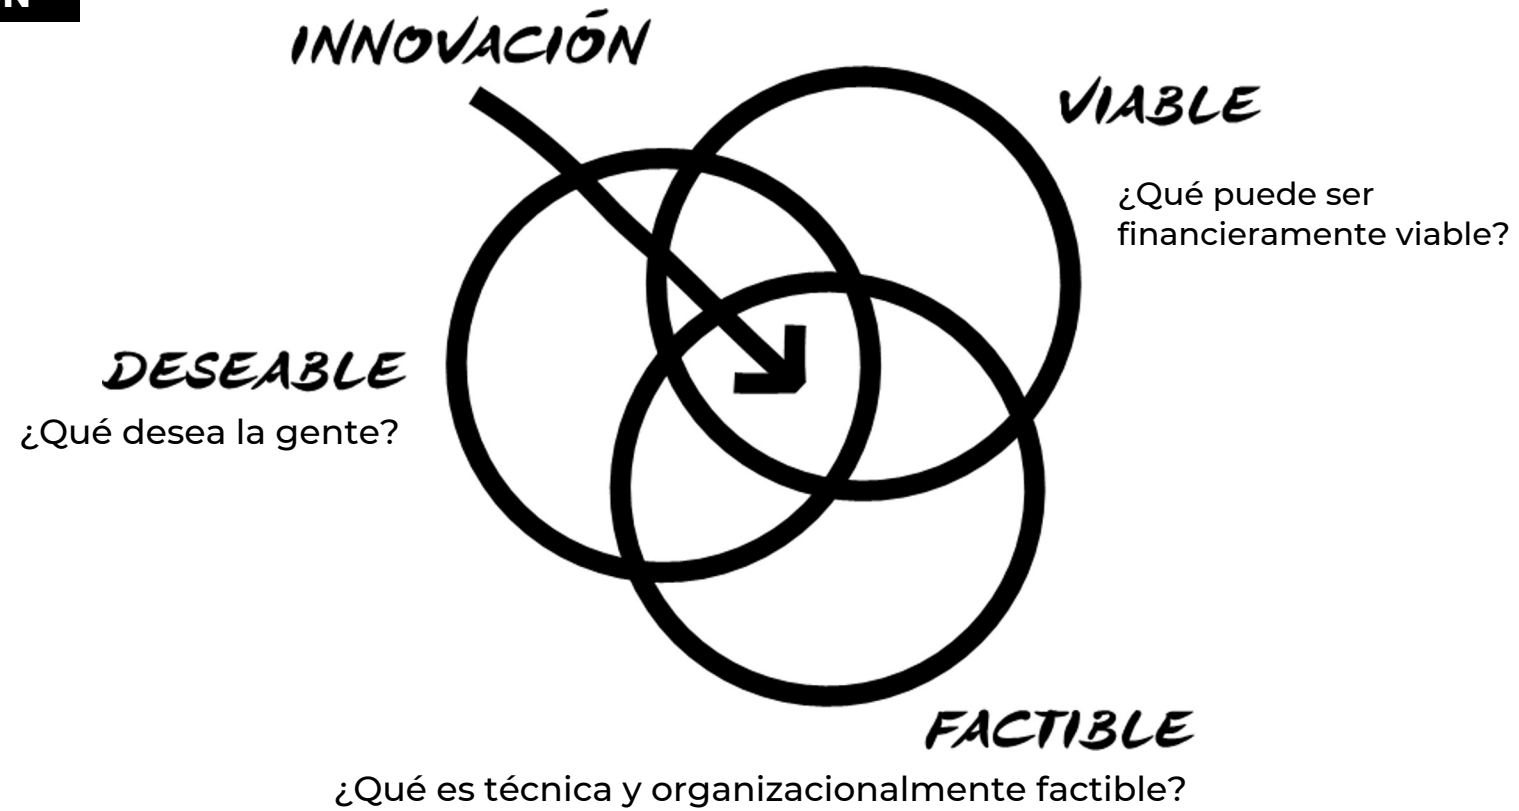 N
INNOVACIÓN
VIABLE
¿Qué puede ser
financieramente viable?
DESEABLE
¿Qué desea la gente?
FACTIBLE
¿Qué es técnica y organizacionalmente factible?